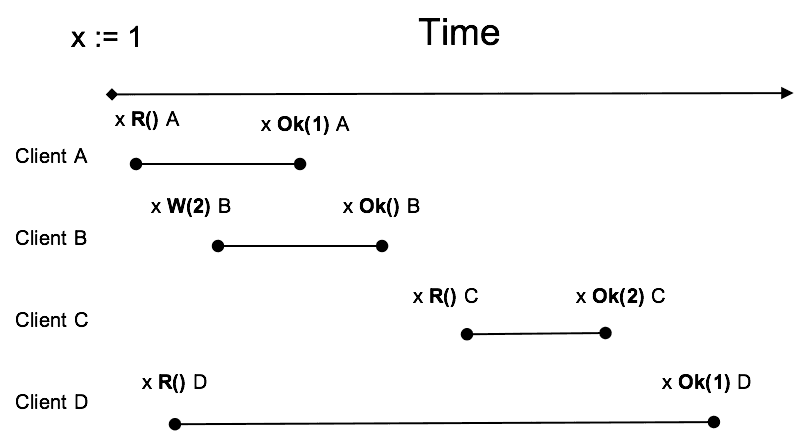 x := 1
Time
x R() A
x Ok(1) A
Client A
x W(2) B
x Ok() B
Client B
x R() C
x Ok(2) C
Client C
x R() D
x Ok(1) D
Client D